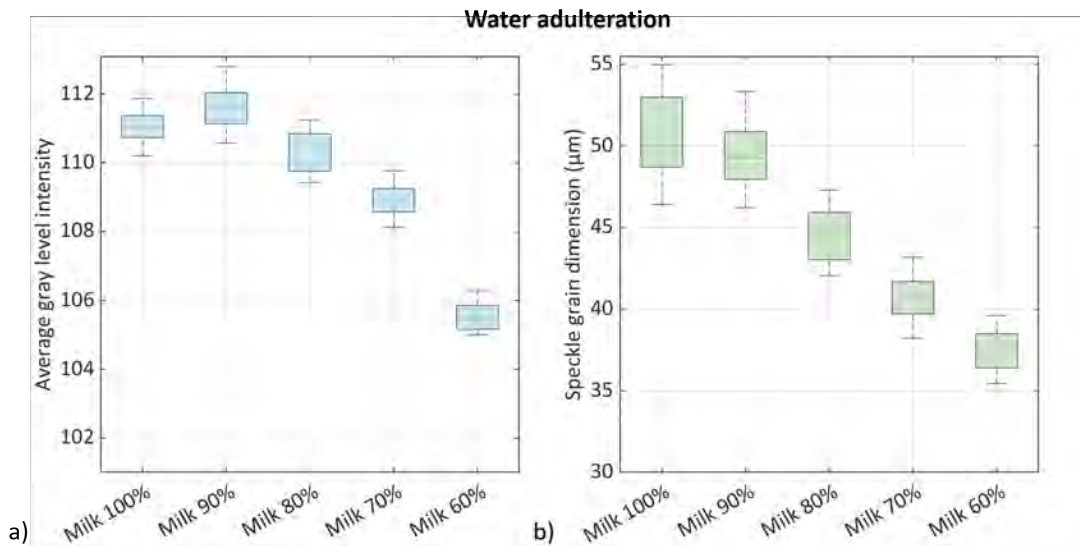 Water adulteration
Average gray level intensity
112
110
108
106
104
102
Milk 100%
Milk 90%
Milk 80%
Milk 70%
Milk 60%
a)
Speckle grain dimension (µm)
55
50
45
40
35
30
Milk 100%
Milk 90%
Milk 80%
Milk 70%
Milk 60%
b)